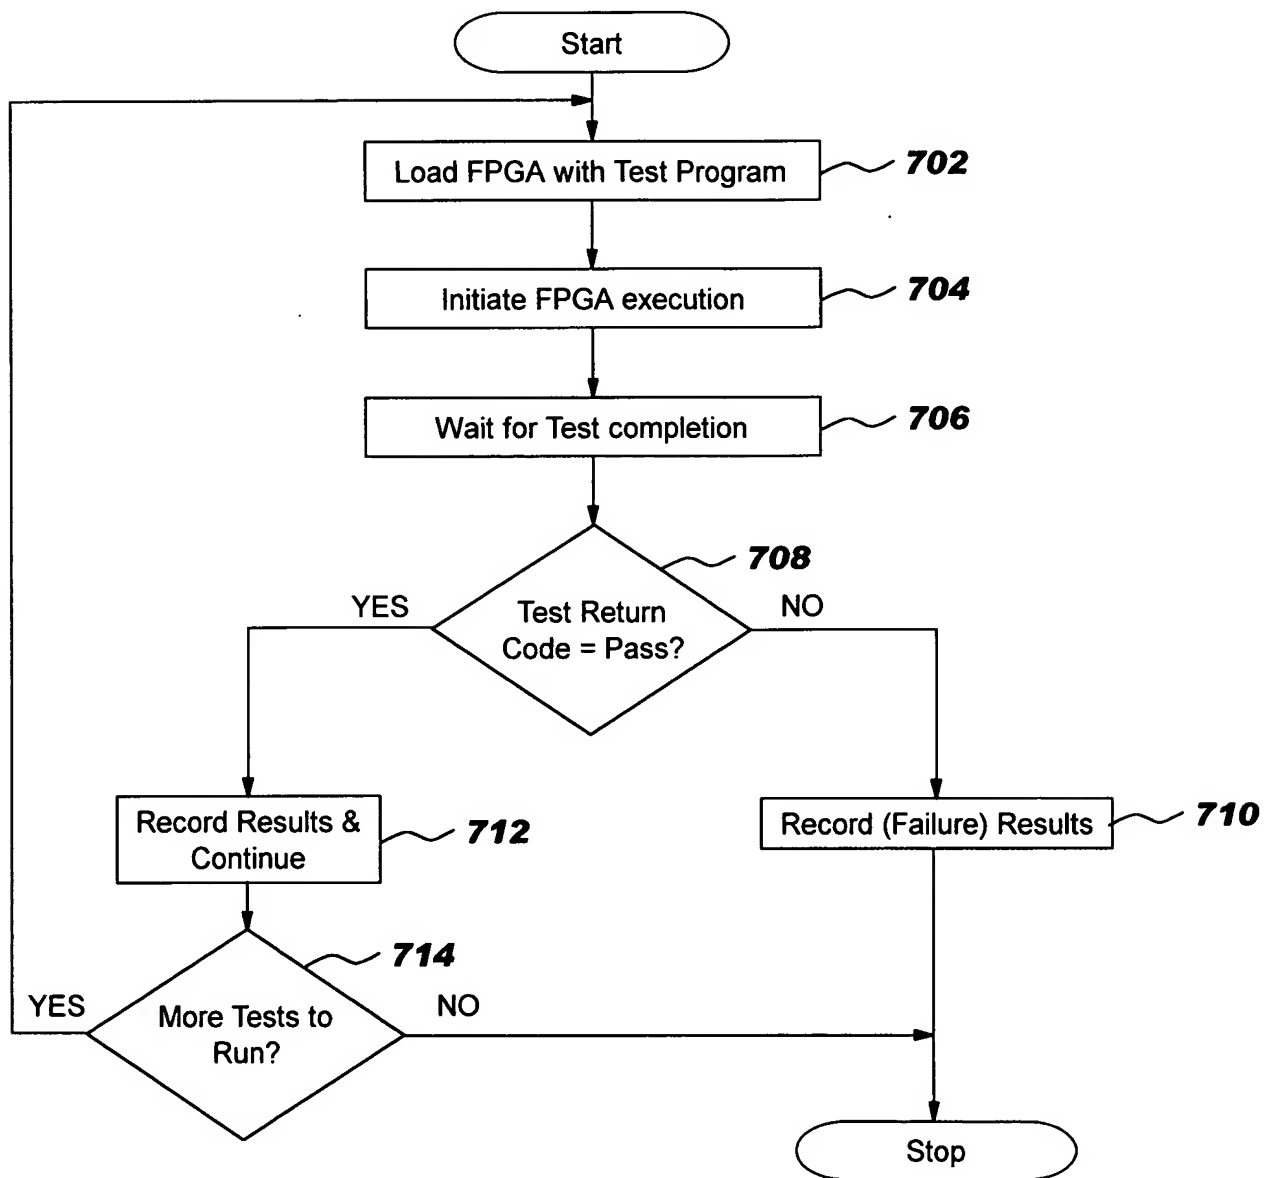 Start
Load FPGA with Test Program
702
Initiate FPGA execution
704
Wait for Test completion
706
708
YES
Test Return
Code = Pass?
NO
Record Results &
Continue
712
Record (Failure) Results
710
714
YES
More Tests to
Run?
NO
Stop